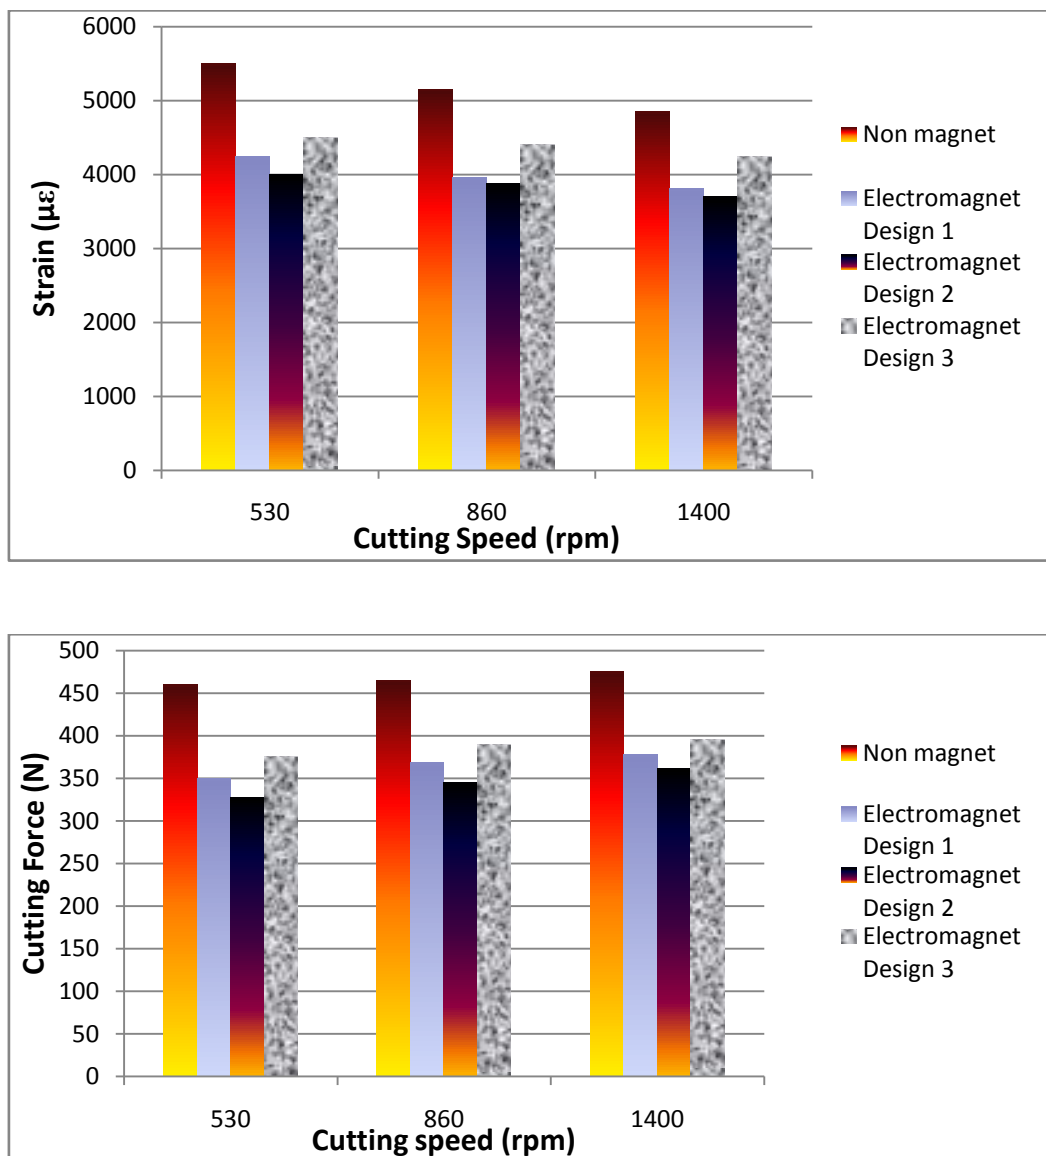 6000
5000
4000
3000
2000
1000
0
Strain (με)
530 860 1400
Cutting Speed (rpm)
Non magnet
Electromagnet
Design 1
Electromagnet
Design 2
Electromagnet
Design 3
500
450
400
350
300
250
200
150
100
50
0
Cutting Force (N)
530 860 1400
Cutting speed (rpm)
Non magnet
Electromagnet
Design 1
Electromagnet
Design 2
Electromagnet
Design 3